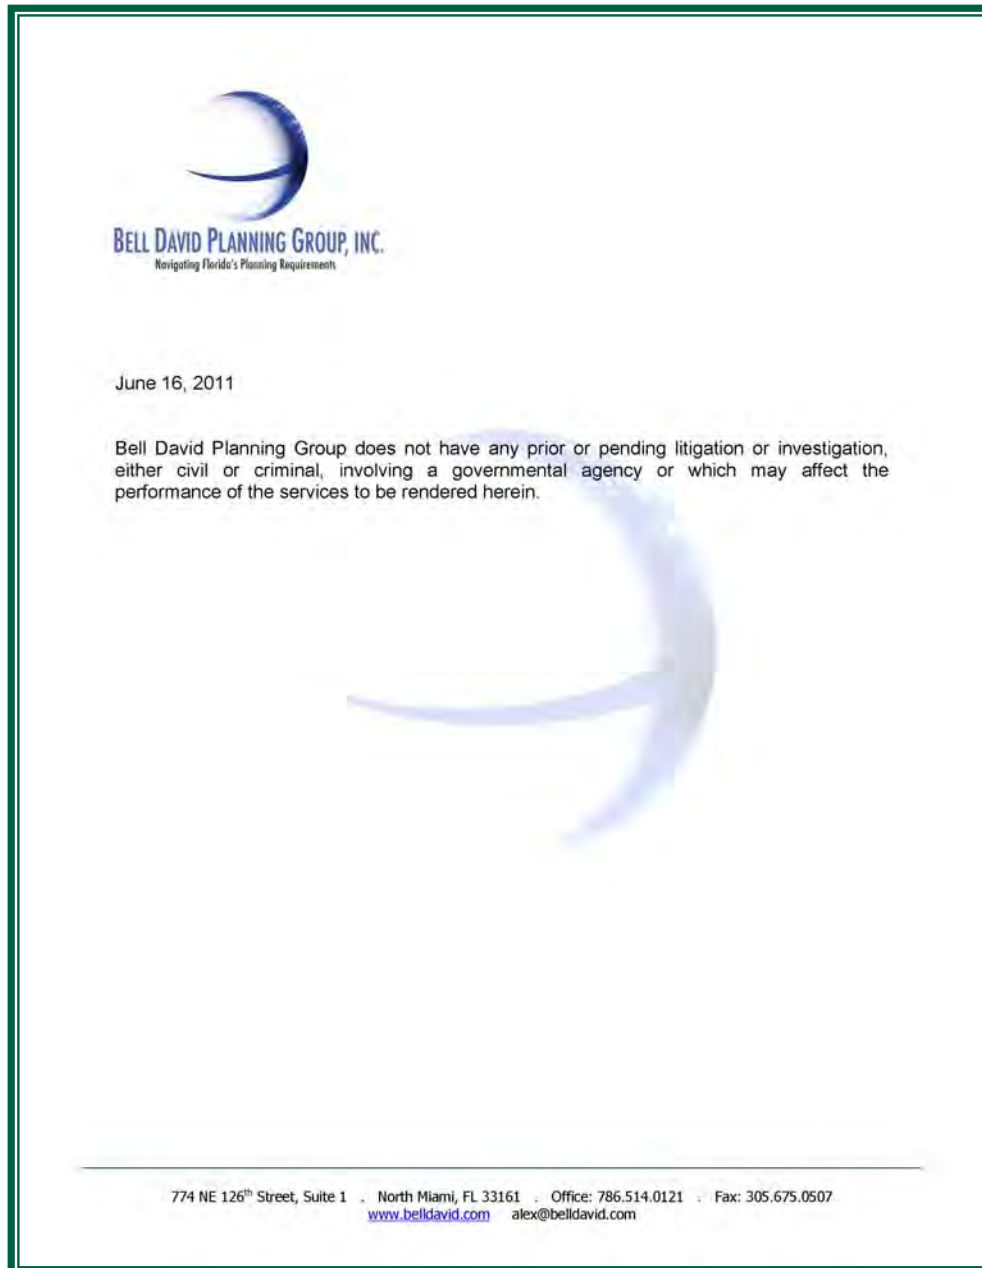 BELL DAVID PLANNING GROUP, INC.
Navigating Florida's Planning Requirements
June 16, 2011
Bell David Planning Group does not have any prior or pending litigation or investigation,
either civil or criminal, involving a governmental agency or which may affect the
performance of the services to be rendered herein.
774 NE 126th Street, Suite 1 . North Miami, FL 33161 . Office: 786.514.0121 . Fax: 305.675.0507
www.belldavid.com alex@belldavid.com